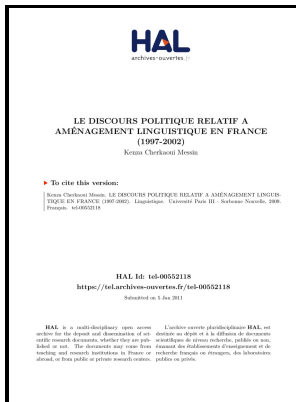 HAL
archives-ouvertes.fr
LE DISCOURS POLITIQUE RELATIF A
AMÉNAGEMENT LINGUISTIQUE EN FRANCE
(1997-2002)
Kenza Cherkaoui Messin
▶ To cite this version:
Kenza Cherkaoui Messin. LE DISCOURS POLITIQUE RELATIF A AMÉNAGEMENT LINGUIS-
TIQUE EN FRANCE (1997-2002). Linguistique. Université Paris III - Sorbonne Nouvelle, 2009.
Français. tel-00552118
HAL Id: tel-00552118
https://tel.archives-ouvertes.fr/tel-00552118
Submitted on 5 Jan 2011
HAL is a multi-disciplinary open access
archive for the deposit and dissemination of sci-
entific research documents, whether they are pub-
lished or not. The documents may come from
teaching and research institutions in France or
abroad, or from public or private research centers.
L'archive ouverte pluridisciplinaire HAL, est
destinée au dépôt et à la diffusion de documents
scientifiques de niveau recherche, publiés ou non,
émanant des établissements d'enseignement et de
recherche français ou étrangers, des laboratoires
publics ou privés.